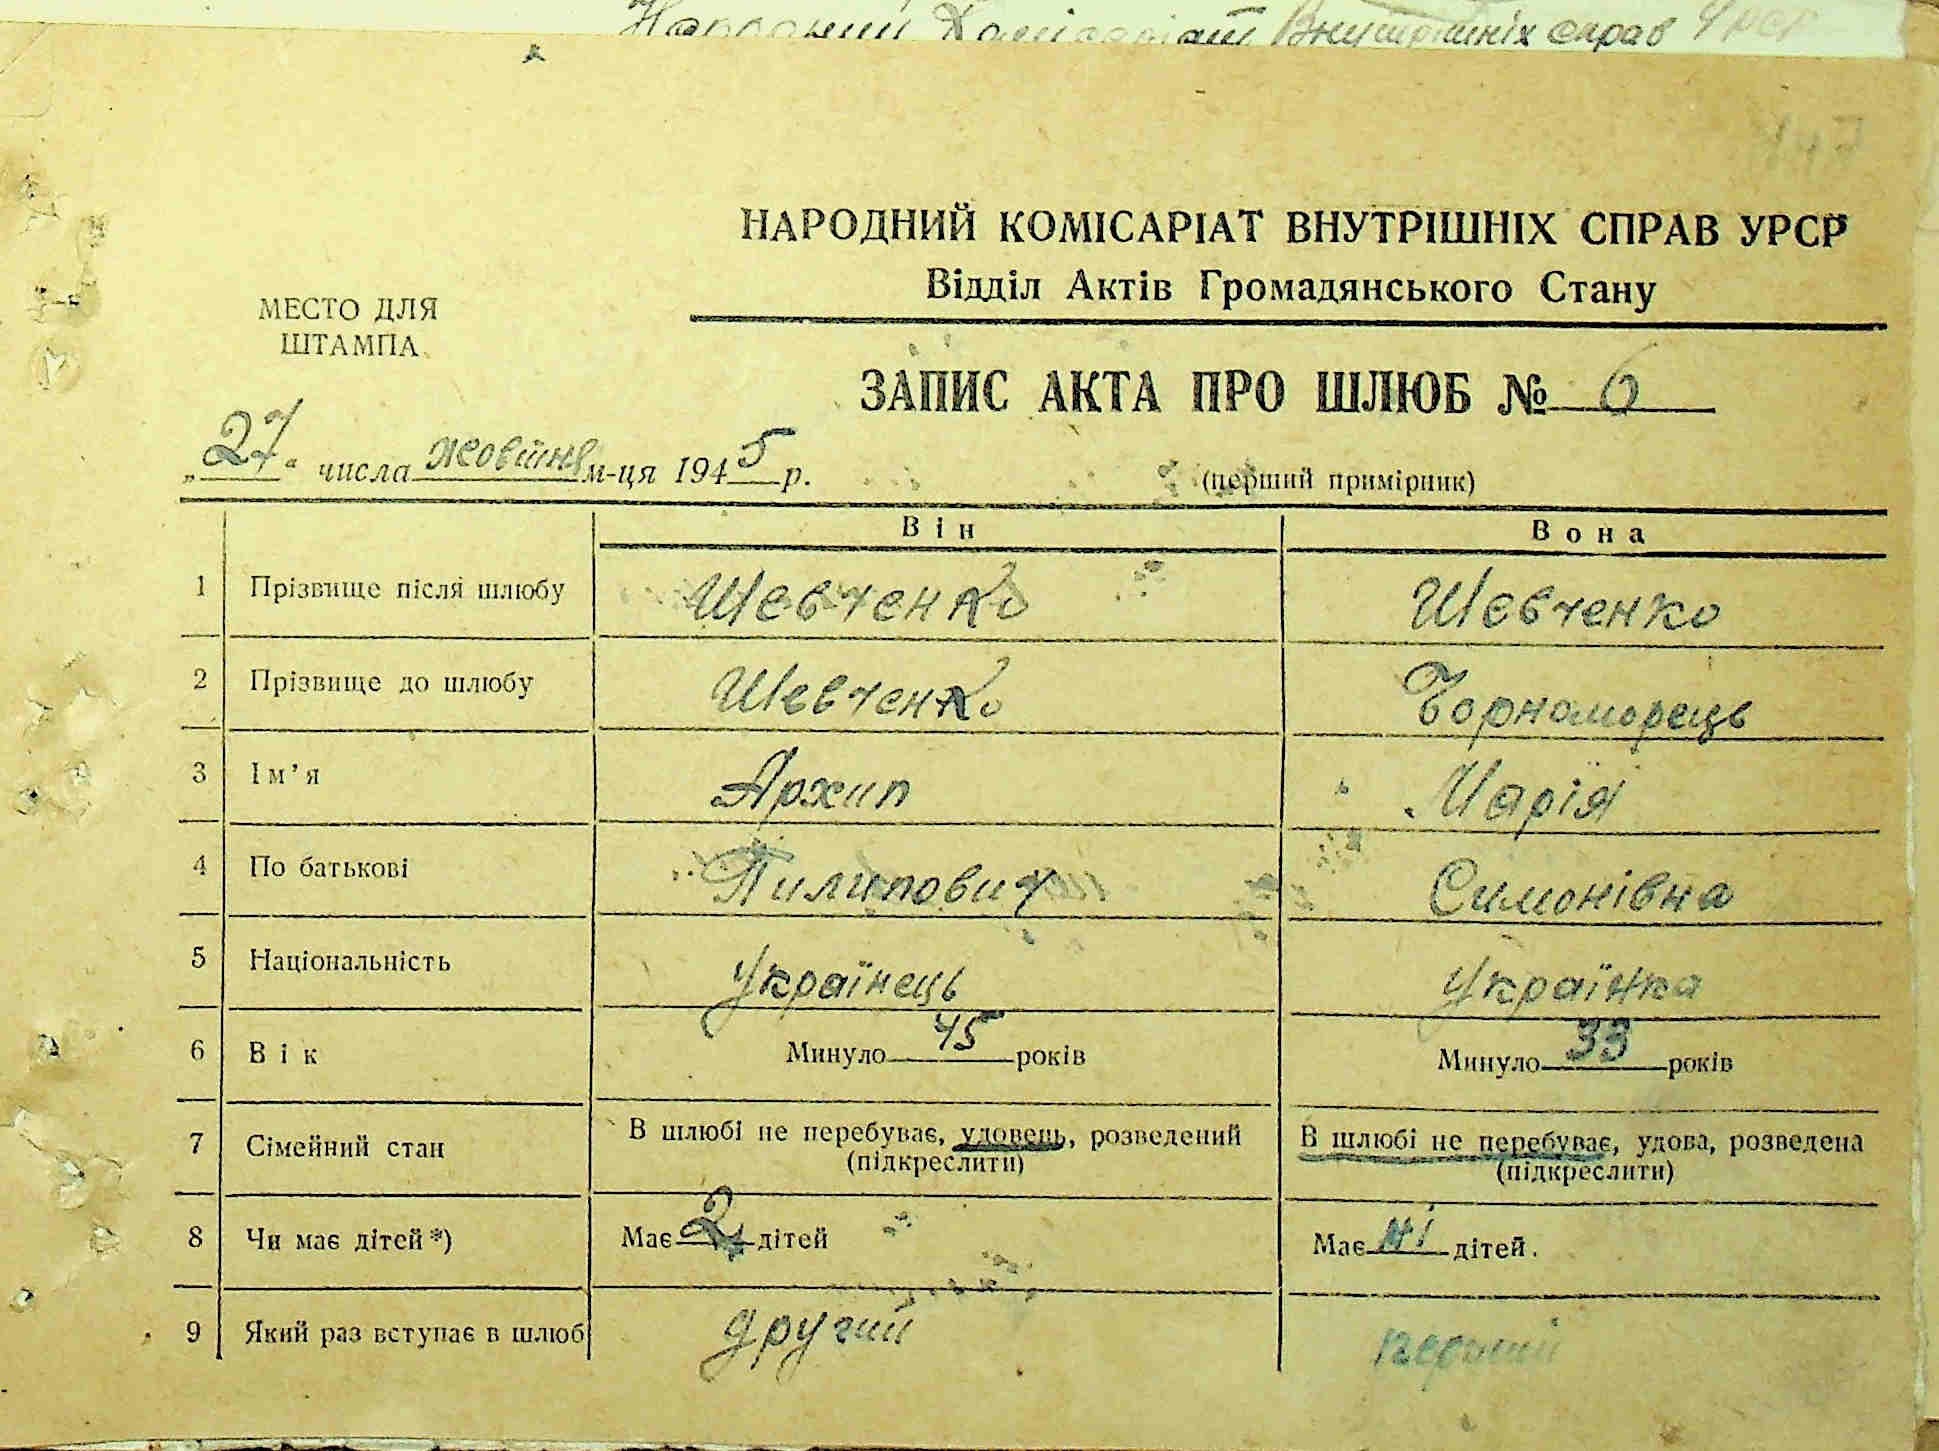 Народний Комісаріат Внутрішніх справ УРСР
147
НАРОДНИЙ КОМІСАРІАТ ВНУТРІШНІХ СПРАВ УРСР
Відділ Актів Громадянського Стану
МЕСТО ДЛЯ
ШТАМПА
ЗАПИС АКТА ПРО ШЛЮБ № 6
„27“ числа жовтня м-ця 1945 р.
(перший примірник)
Він Вона
1 Прізвище після шлюбу Шевченко Шевченко
2 Прізвище до шлюбу Шевченко Чорноморець
3 Ім’я Архип Марія
4 По батькові Пилипович Симонівна
5 Національність Українець Українка
6 Вік Минуло 45 років Минуло 33 років
7 Сімейний стан В шлюбі не перебуває, удовець, розведений В шлюбі не перебуває, удова, розведена
(підкреслити) (підкреслити)
8 Чи має дітей*) Має 2 дітей Має ні дітей.
9 Який раз вступає в шлюб другий перший